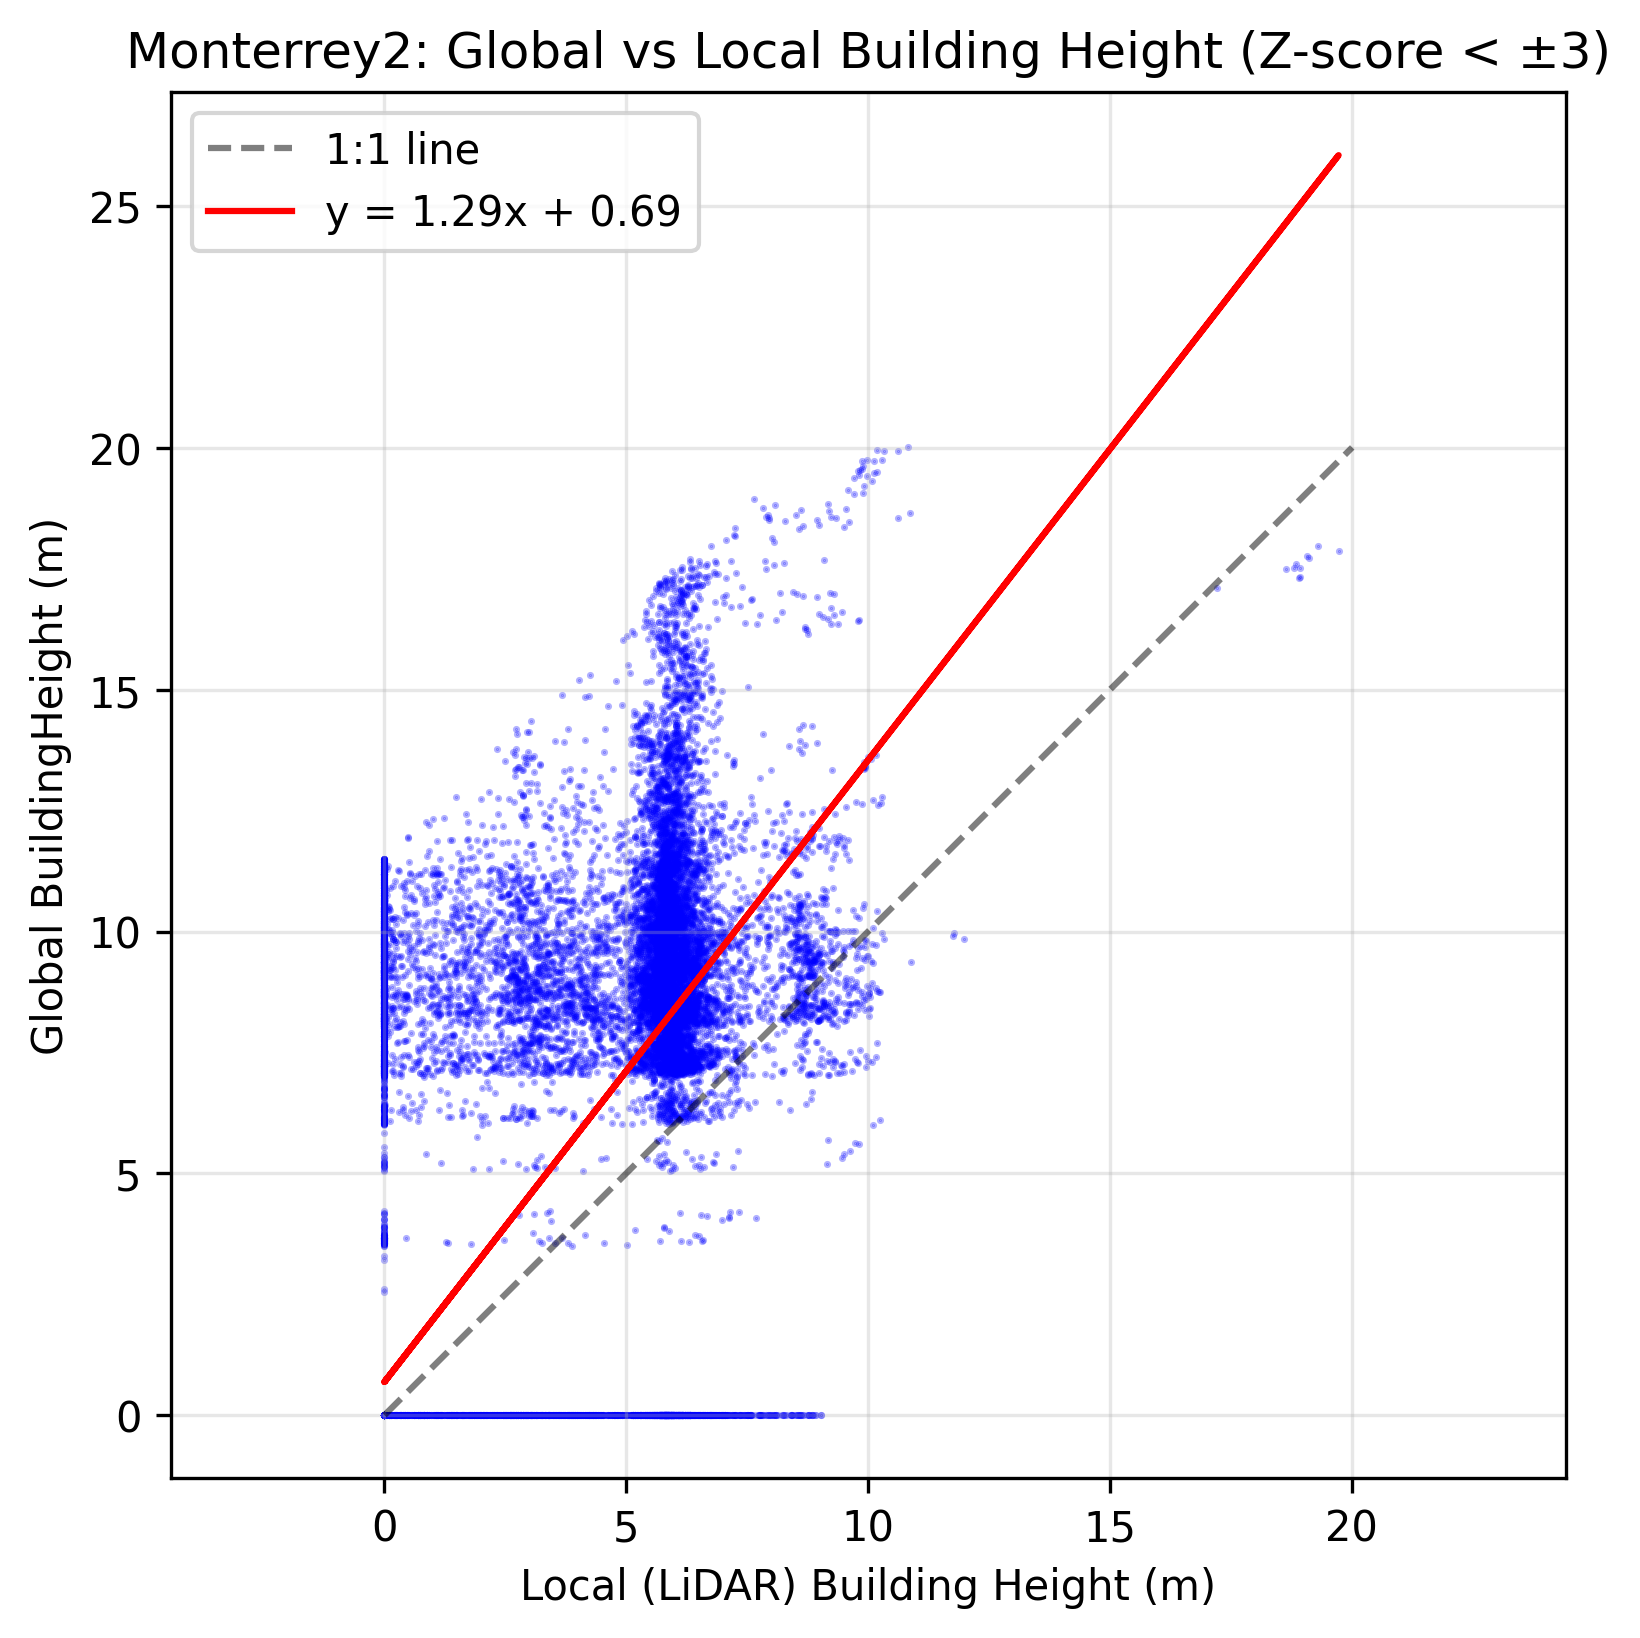 Monterrey2: Global vs Local Building Height (Z-score < ±3)
1:1 line
y = 1.29x + 0.69
Global BuildingHeight (m)
25
20
15
10
5
0
0 5 10 15 20
Local (LiDAR) Building Height (m)